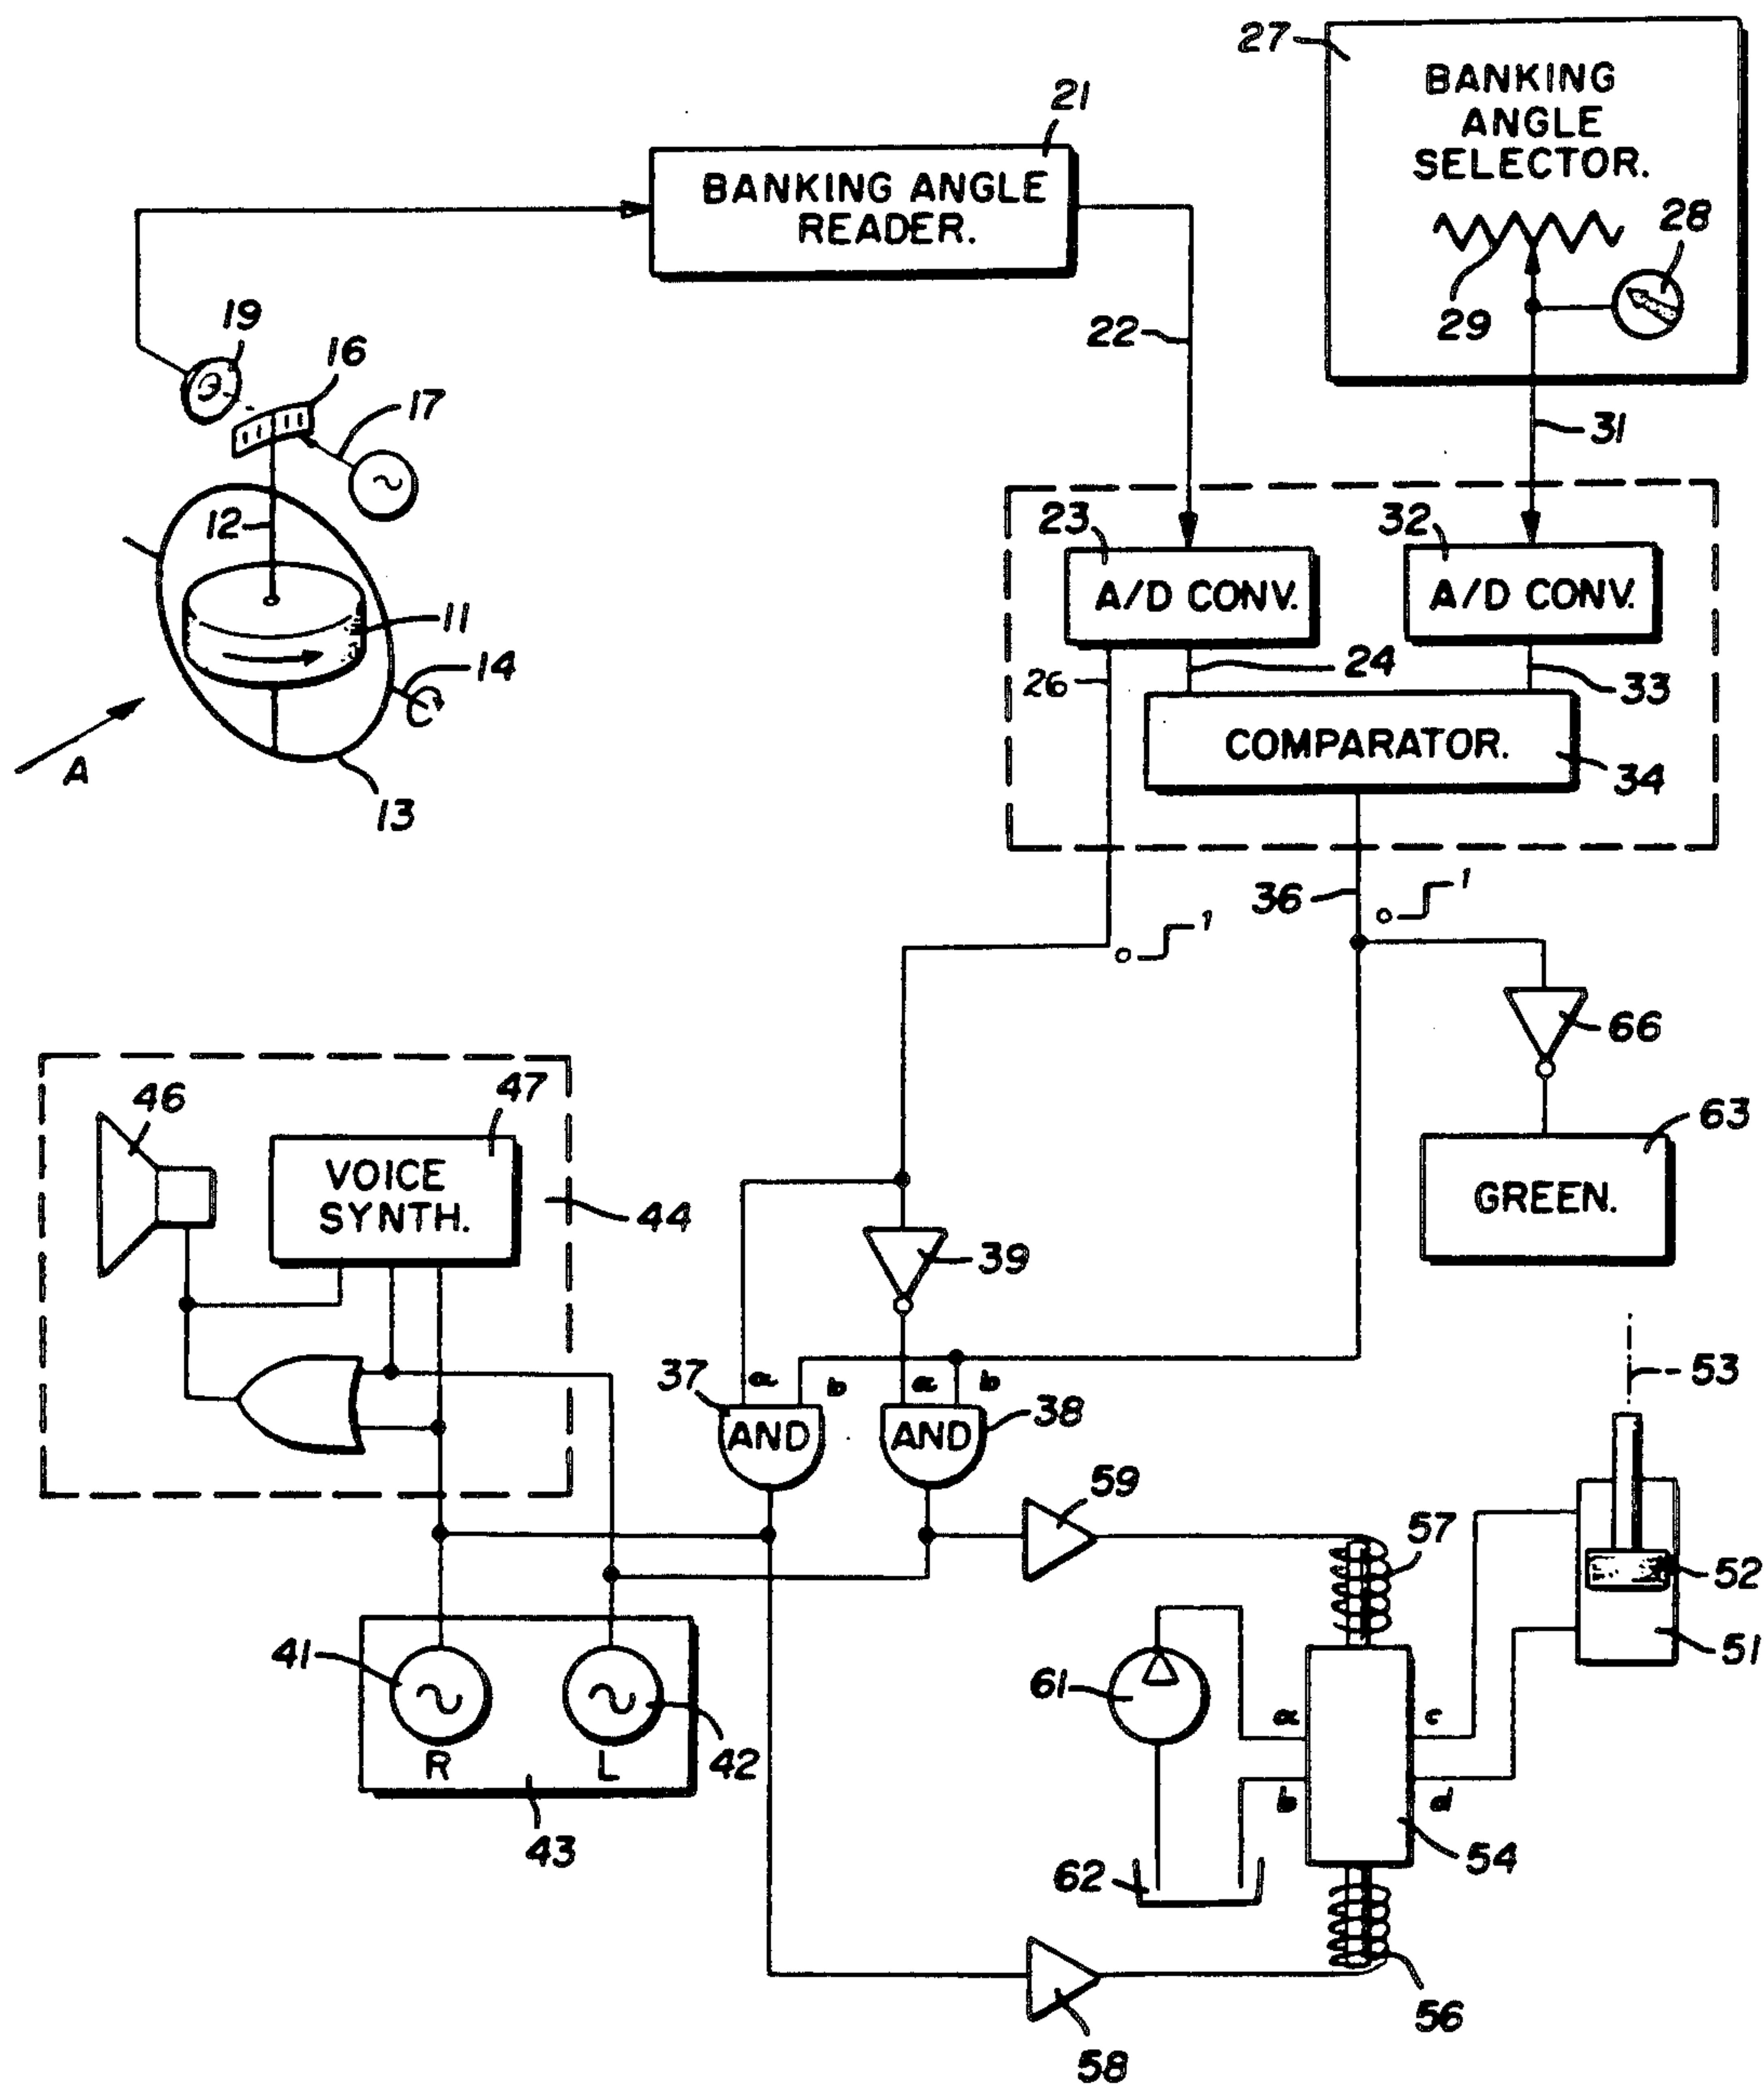 27
BANKING
ANGLE
SELECTOR.
28
29
21
BANKING ANGLE
READER.
22
31
19
16
17
12
11
14
A
13
23
A/D CONV.
32
A/D CONV.
26
24
33
COMPARATOR.
34
36
0 1
0 1
66
63
GREEN.
46
47
VOICE
SYNTH.
44
39
37
a
b
a
b
AND
AND
38
53
59
57
52
51
41
R
L
42
43
61
a
b
c
d
62
54
56
58